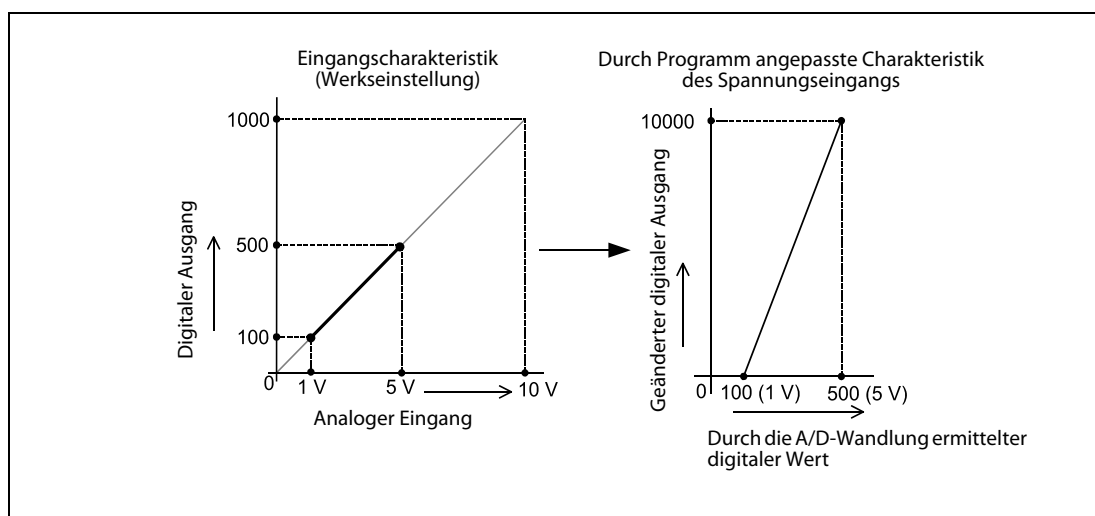 Eingangscharakteristik
(Werkseinstellung)
1000
500
100
0
1 V
5 V
10 V
Digitaler Ausgang
Analoger Eingang
Durch Programm angepasste Charakteristik
des Spannungseingangs
10000
0
100 (1 V)
500 (5 V)
Geänderter digitaler Ausgang
Durch die A/D-Wandlung ermittelter
digitaler Wert